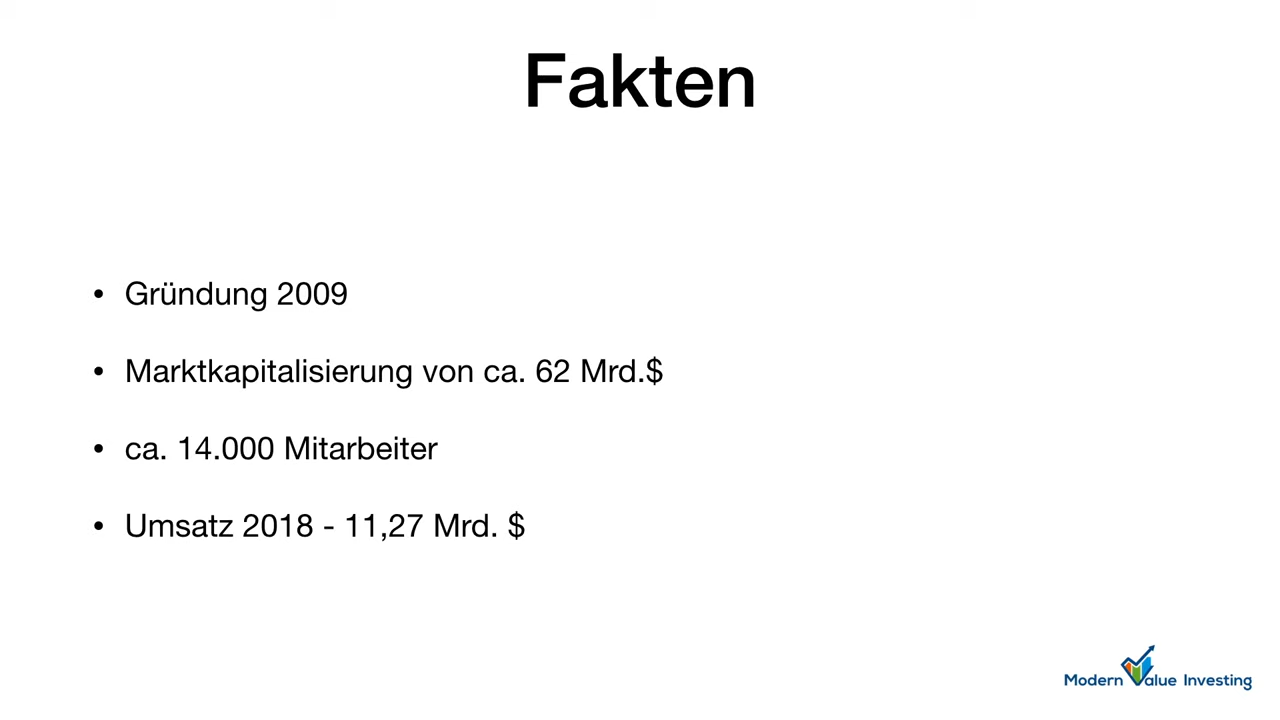 Fakten
• Gründung 2009
• Marktkapitalisierung von ca. 62 Mrd.$
• ca. 14.000 Mitarbeiter
• Umsatz 2018 - 11,27 Mrd. $
Modern Value Investing